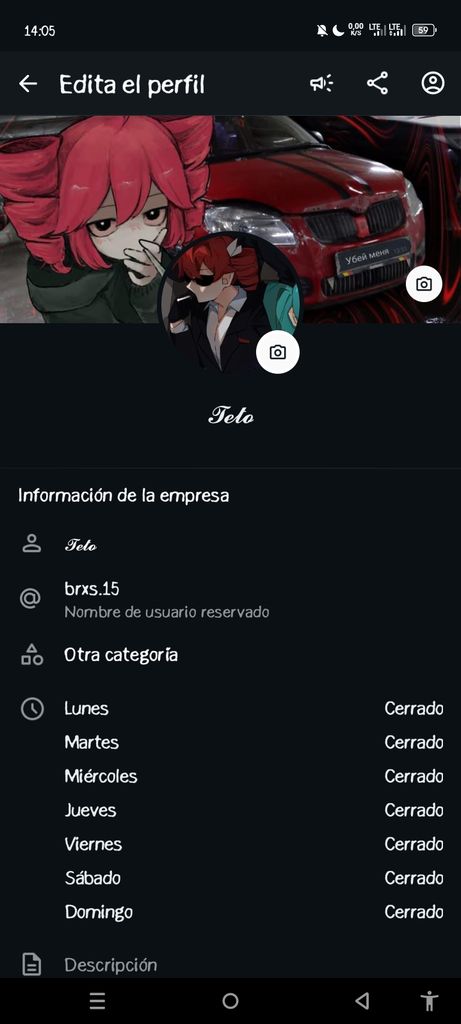 14:05
0,00 K/S LTE LTE 59
Edita el perfil
Убей меня
𝒯𝑒𝓉𝑜
Información de la empresa
𝒯𝑒𝓉𝑜
brxs.15
Nombre de usuario reservado
Otra categoría
Lunes Cerrado
Martes Cerrado
Miércoles Cerrado
Jueves Cerrado
Viernes Cerrado
Sábado Cerrado
Domingo Cerrado
Descripción